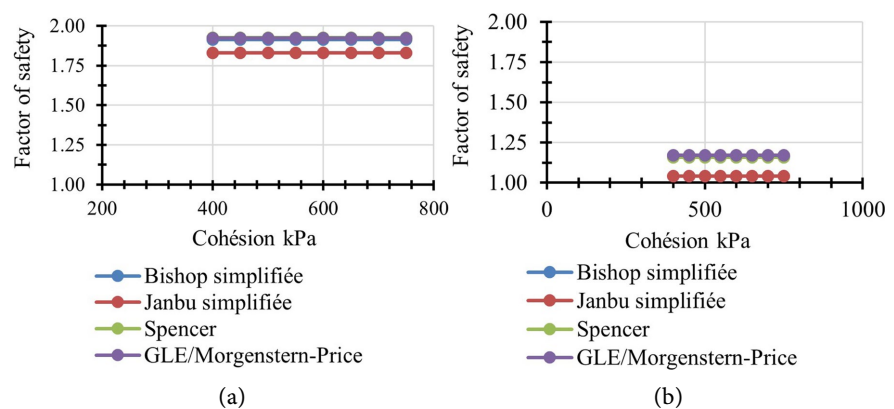 Factor of safety
2.00
1.75
1.50
1.25
1.00
200
400
600
800
Cohésion kPa
Bishop simplifiée
Janbu simplifiée
Spencer
GLE/Morgenstern-Price
(a)
Factor of safety
2.00
1.75
1.50
1.25
1.00
0
500
1000
Cohésion kPa
Bishop simplifiée
Janbu simplifiée
Spencer
GLE/Morgenstern-Price
(b)